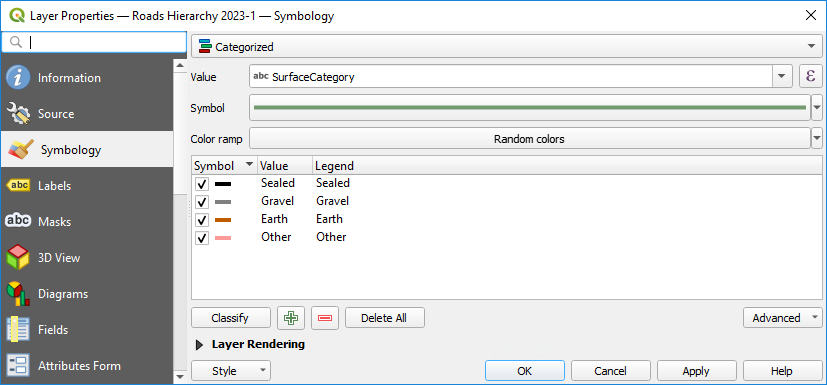 Layer Properties — Roads Hierarchy 2023-1 — Symbology
Categorized
Information
Source
Symbology
abc Labels
abc Masks
3D View
Diagrams
Fields
Attributes Form
Value abc SurfaceCategory ε
Symbol
Color ramp Random colors
Symbol Value Legend
Sealed Sealed
Gravel Gravel
Earth Earth
Other Other
Classify Delete All Advanced
Layer Rendering
Style OK Cancel Apply Help